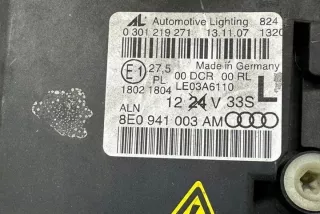 AL Automotive Lighting 824
0 301 219 271 13.11.07 1320
Made in Germany
E1 27,5 00 DCR 00 RL
PL LE03A6110 L
1802 1804
12 24 V 33S
ALN
8E0 941 003 AM